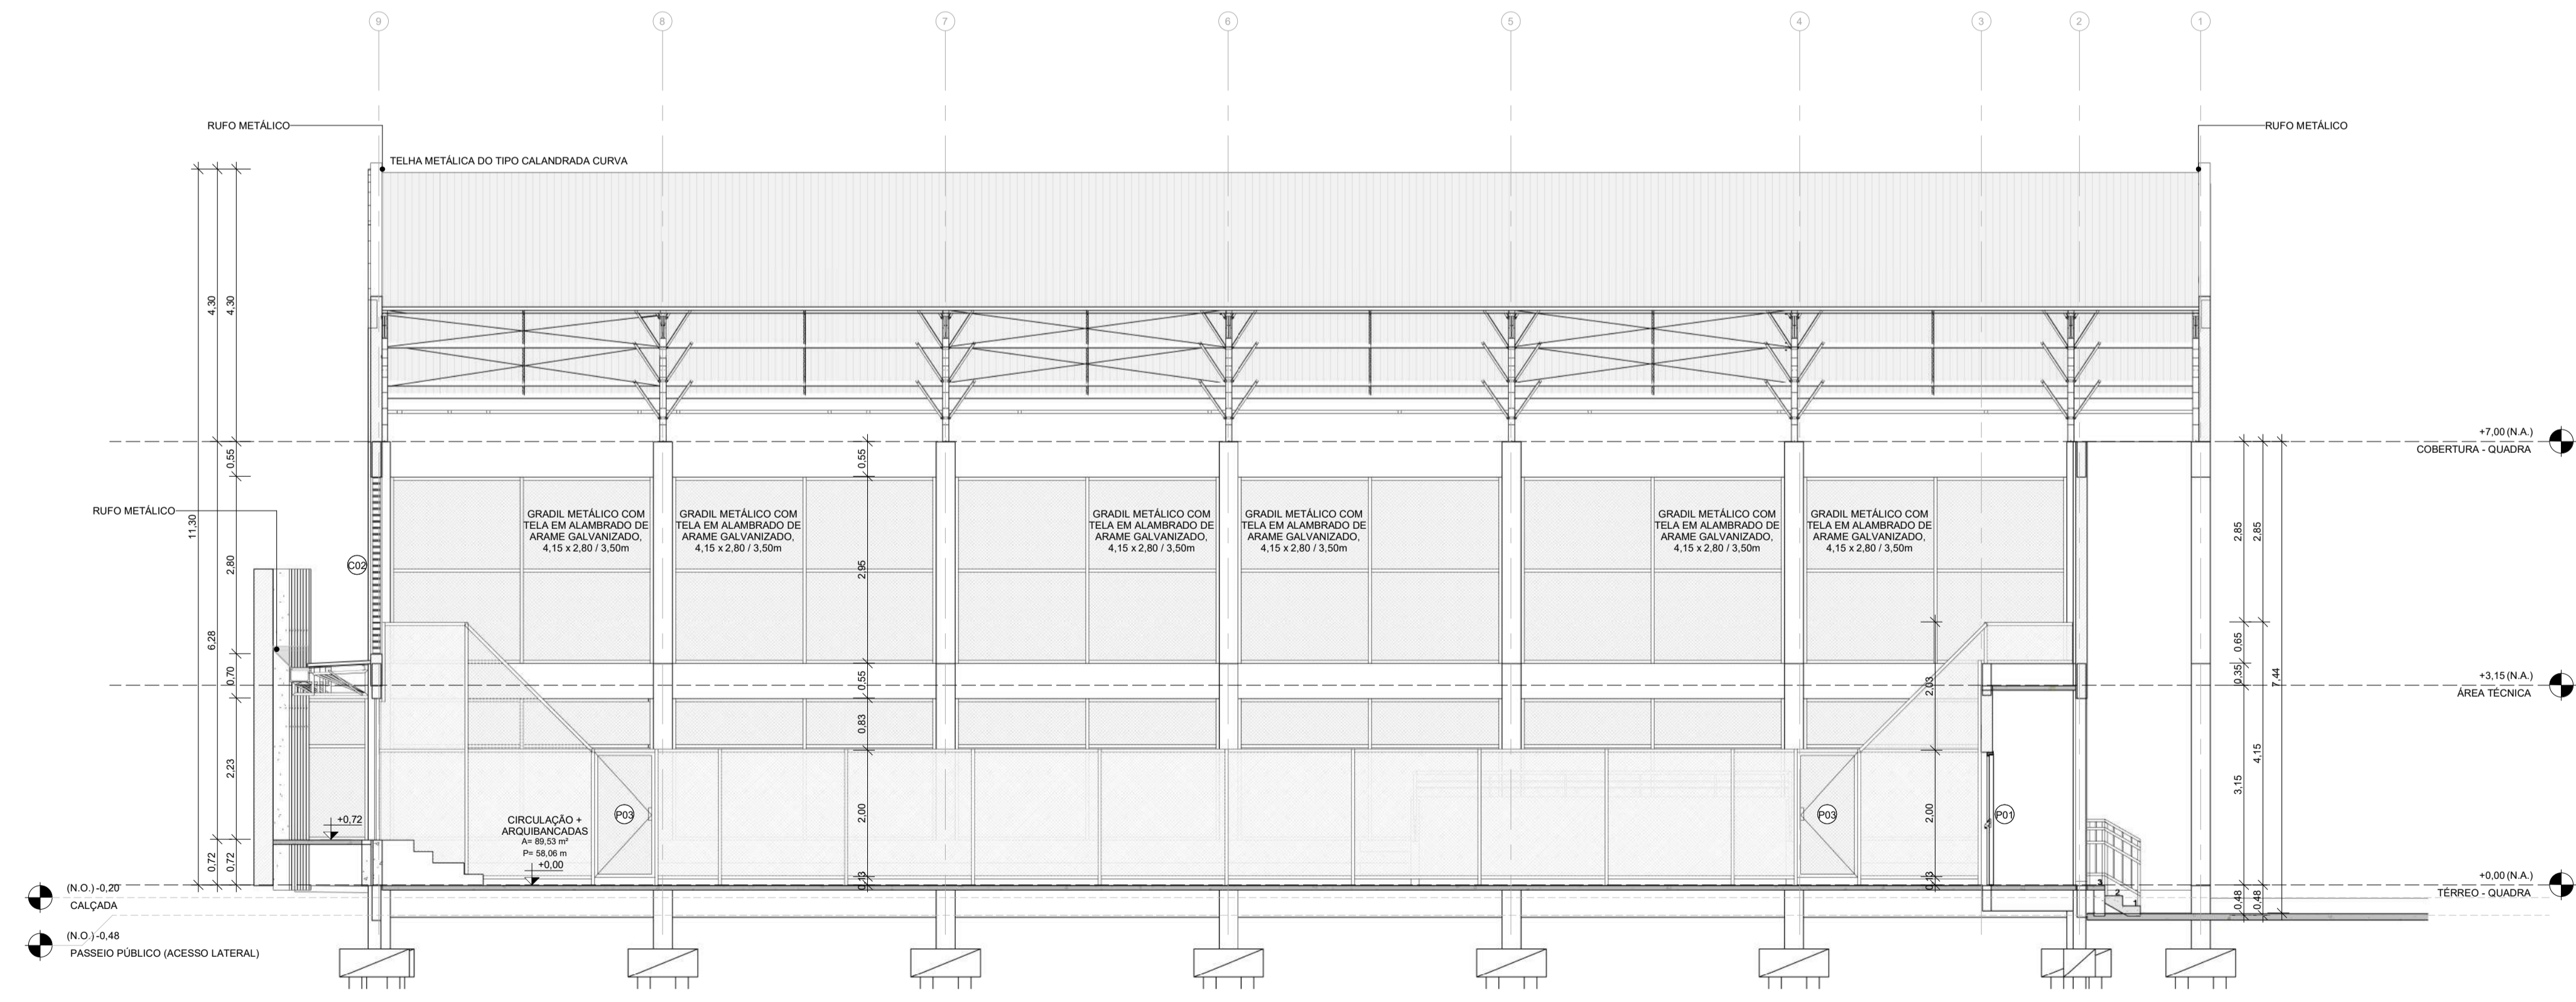 9
8
7
6
5
4
3
2
1
RUFO METÁLICO
RUFO METÁLICO
TELHA METÁLICA DO TIPO CALANDRADA CURVA
4,30
4,30
+7,00 (N.A.)
COBERTURA - QUADRA
0,55
0,55
RUFO METÁLICO
11,30
GRADIL METÁLICO COM
TELA EM ALAMBRADO DE
ARAME GALVANIZADO,
4,15 x 2,80 / 3,50m
GRADIL METÁLICO COM
TELA EM ALAMBRADO DE
ARAME GALVANIZADO,
4,15 x 2,80 / 3,50m
GRADIL METÁLICO COM
TELA EM ALAMBRADO DE
ARAME GALVANIZADO,
4,15 x 2,80 / 3,50m
GRADIL METÁLICO COM
TELA EM ALAMBRADO DE
ARAME GALVANIZADO,
4,15 x 2,80 / 3,50m
GRADIL METÁLICO COM
TELA EM ALAMBRADO DE
ARAME GALVANIZADO,
4,15 x 2,80 / 3,50m
GRADIL METÁLICO COM
TELA EM ALAMBRADO DE
ARAME GALVANIZADO,
4,15 x 2,80 / 3,50m
2,85
2,85
2,80
C02
2,95
6,28
0,65
0,70
0,55
2,03
0,35
7,44
+3,15 (N.A.)
ÁREA TÉCNICA
0,83
4,15
2,23
3,15
+0,72
CIRCULAÇÃO +
ARQUIBANCADAS
A= 89,53 m²
P= 58,06 m
+0,00
P03
2,00
P03
2,00
P01
0,72
0,72
0,13
0,13
3
2
1
0,48
0,48
(N.O.) -0,20
CALÇADA
+0,00 (N.A.)
TÉRREO - QUADRA
(N.O.) -0,48
PASSEIO PÚBLICO (ACESSO LATERAL)